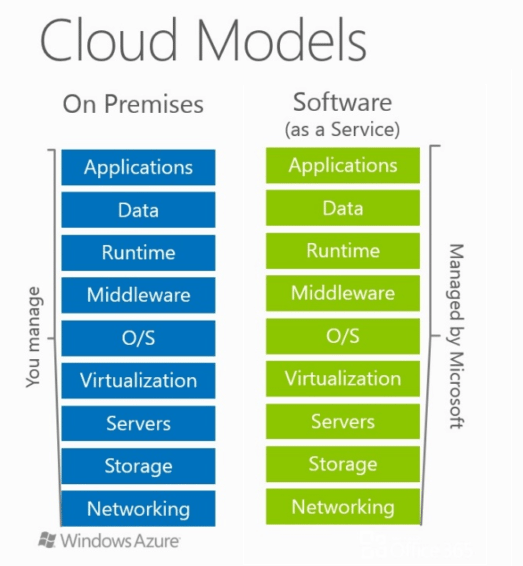 Cloud Models
On Premises
Applications
Data
Runtime
Middleware
O/S
Virtualization
Servers
Storage
Networking
You manage
Software
(as a Service)
Applications
Data
Runtime
Middleware
O/S
Virtualization
Servers
Storage
Networking
Managed by Microsoft
Windows Azure